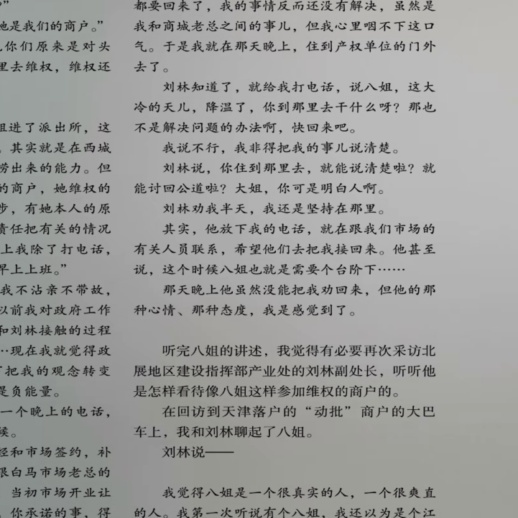 ”
她是我们的商户。”
你们原来是对头
里去维权，维权还
姐进了派出所，这
。其实就是在西城
捞出来的能力。但
的商户，她维权的
步，有她本人的原
责任把有关的情况
上我除了打电话，
早上上班。”
我不沾亲不带故，
以前我对政府工作
和刘林接触的过程
…现在我就觉得政
了把我的观念转变
是负能量。
一个晚上的电话，
候。
经和市场签约，补
跟白马市场老总的
当初市场开业让
，你承诺的事，得
都要回来了，我的事情反而还没有解决，虽然是
我和商城老总之间的事儿，但我心里咽不下这口
气。于是我就在那天晚上，住到产权单位的门外
去了。
刘林知道了，就给我打电话，说八姐，这大
冷的天儿，降温了，你到那里去干什么呀？那也
不是解决问题的办法啊，快回来吧。
我说不行，我非得把我的事儿说清楚。
刘林说，你住到那里去，就能说清楚啦？就
能讨回公道啦？大姐，你可是明白人啊。
刘林劝我半天，我还是坚持在那里。
其实，他放下我的电话，就在跟我们市场的
有关人员联系，希望他们去把我接回来。他甚至
说，这个时候八姐也就是需要个台阶下……
那天晚上他虽然没能把我劝回来，但他的那
种心情、那种态度，我是感觉到了。
听完八姐的讲述，我觉得有必要再次采访北
展地区建设指挥部产业处的刘林副处长，听听他
是怎样看待像八姐这样参加维权的商户的。
在回访到天津落户的“动批”商户的大巴
车上，我和刘林聊起了八姐。
刘林说——
我觉得八姐是一个很真实的人，一个很爽直
的人。我第一次听说有个八姐，我还以为是个江